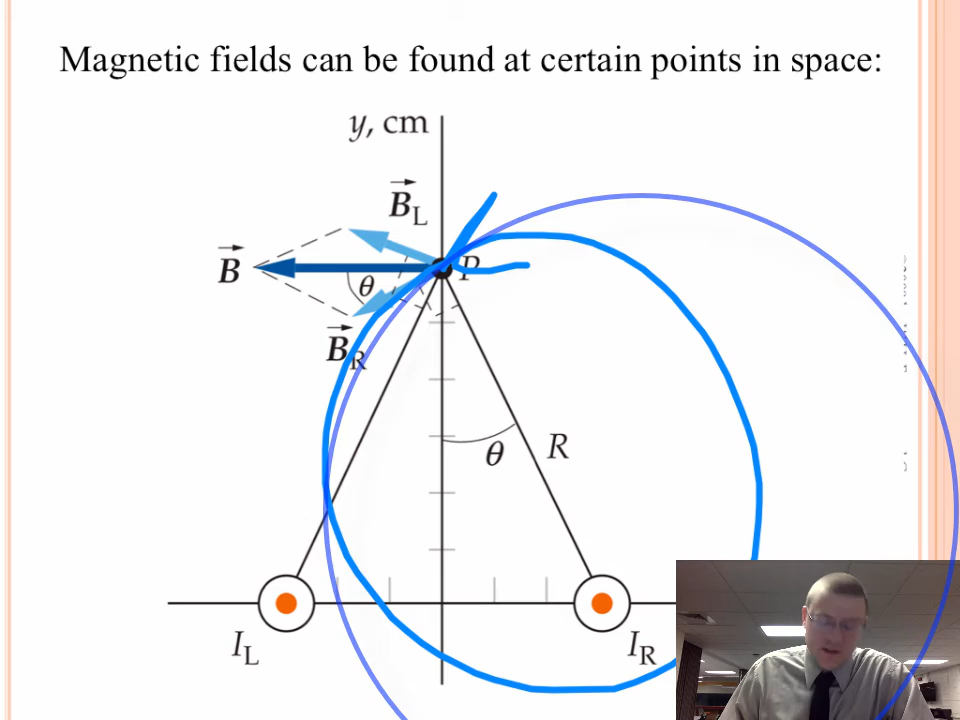 Magnetic fields can be found at certain points in space:
y, cm
B_L
B
P
θ
B_R
θ
R
I_L
I_R